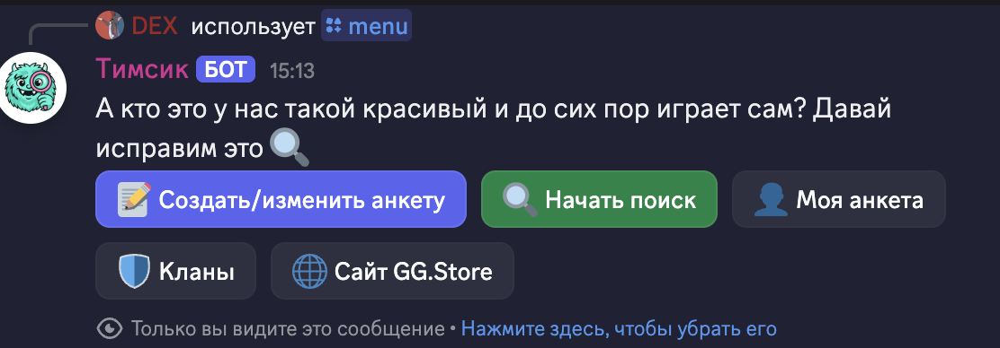 DEX использует menu
Тимсик БОТ 15:13
А кто это у нас такой красивый и до сих пор играет сам? Давай
исправим это
Создать/изменить анкету Начать поиск Моя анкета
Кланы Сайт GG.Store
Только вы видите это сообщение • Нажмите здесь, чтобы убрать его